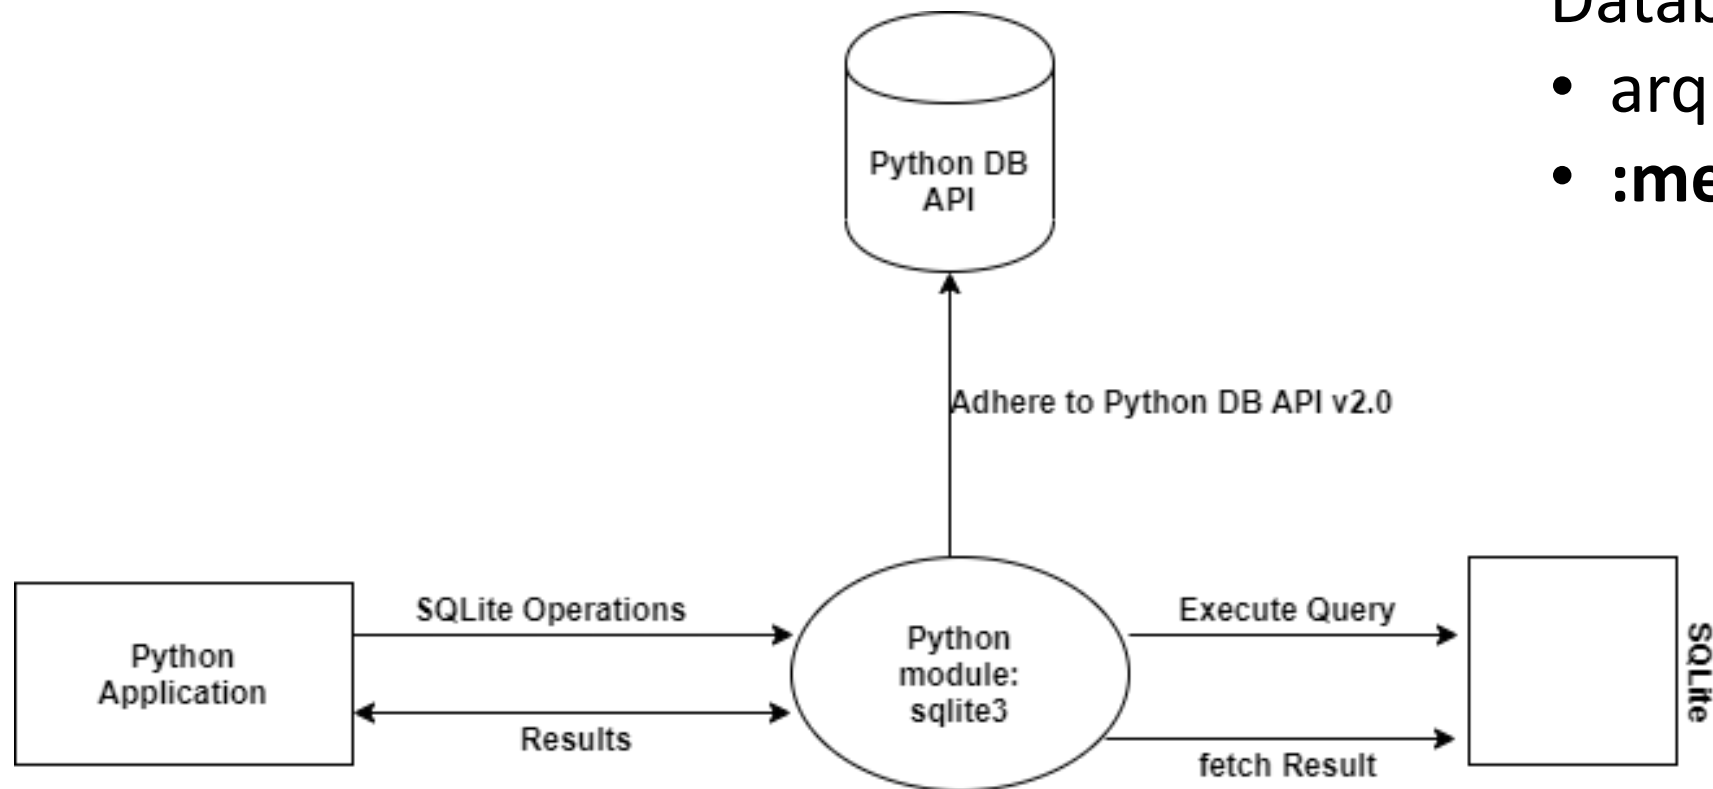 Datab
• arq
• :me
Python DB
API
Adhere to Python DB API v2.0
SQLite Operations
Execute Query
Python
Application
Python
module:
sqlite3
SQLite
Results
fetch Result